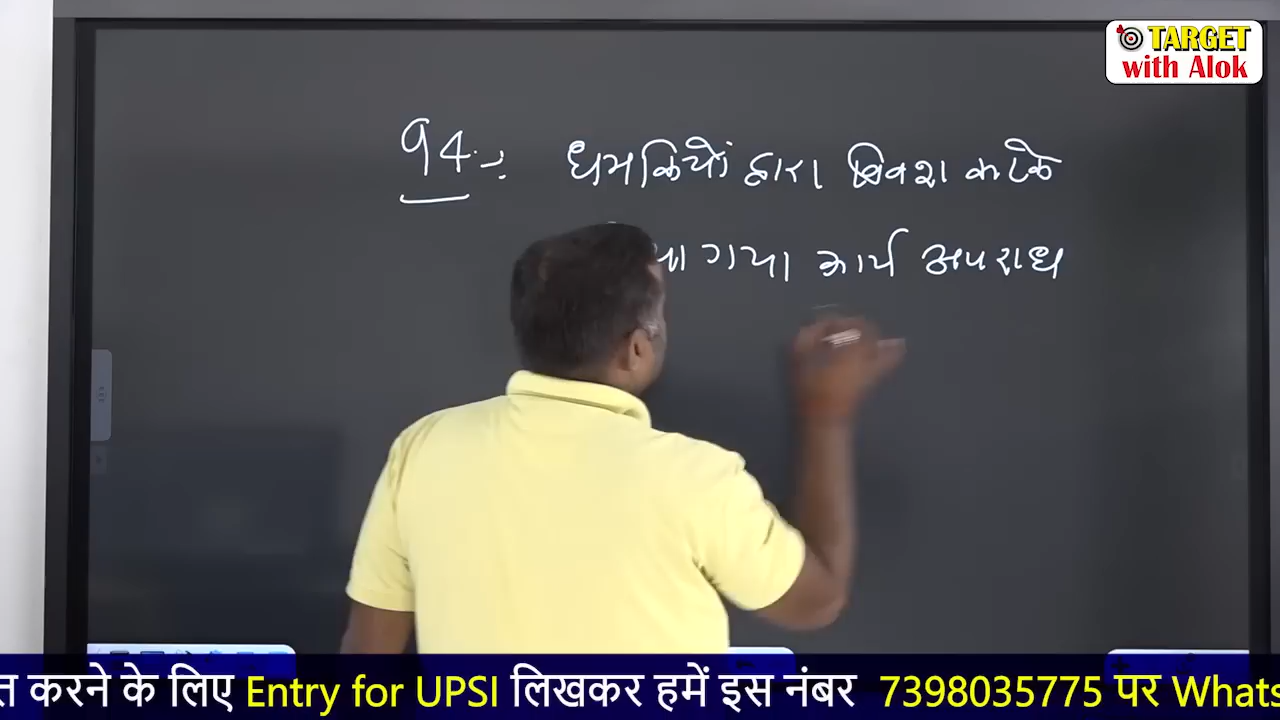 TARGET
with Alok
94 :-  धमकियों द्वारा विवश करके
गया कार्य अपराध
करने के लिए Entry for UPSI लिखकर हमें इस नंबर 7398035775 पर Whats